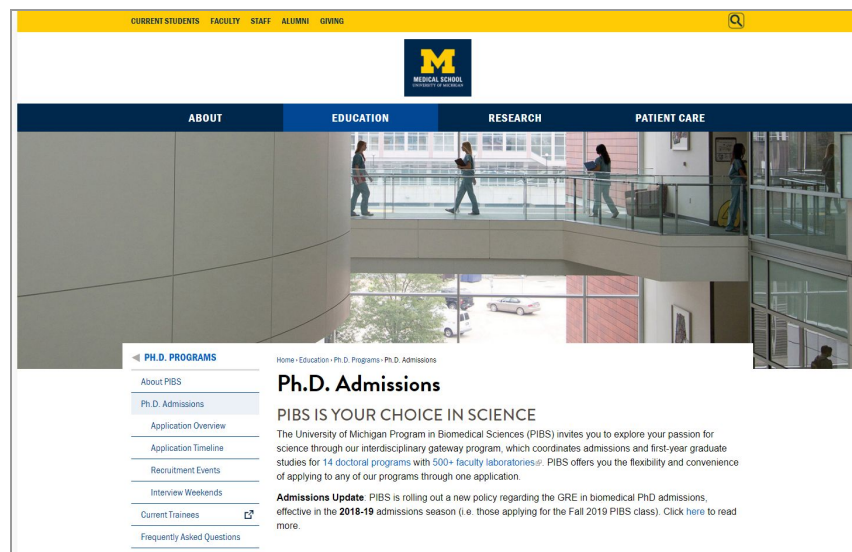 CURRENT STUDENTS FACULTY STAFF ALUMNI GIVING
M
MEDICAL SCHOOL
UNIVERSITY OF MICHIGAN
ABOUT EDUCATION RESEARCH PATIENT CARE
PH.D. PROGRAMS
About PIBS
Ph.D. Admissions
Application Overview
Application Timeline
Recruitment Events
Interview Weekends
Current Trainees
Frequently Asked Questions
Home › Education › Ph.D. Programs › Ph.D. Admissions
Ph.D. Admissions
PIBS IS YOUR CHOICE IN SCIENCE
The University of Michigan Program in Biomedical Sciences (PIBS) invites you to explore your passion for
science through our interdisciplinary gateway program, which coordinates admissions and first-year graduate
studies for 14 doctoral programs with 500+ faculty laboratories. PIBS offers you the flexibility and convenience
of applying to any of our programs through one application.
Admissions Update: PIBS is rolling out a new policy regarding the GRE in biomedical PhD admissions,
effective in the 2018-19 admissions season (i.e. those applying for the Fall 2019 PIBS class). Click here to read
more.